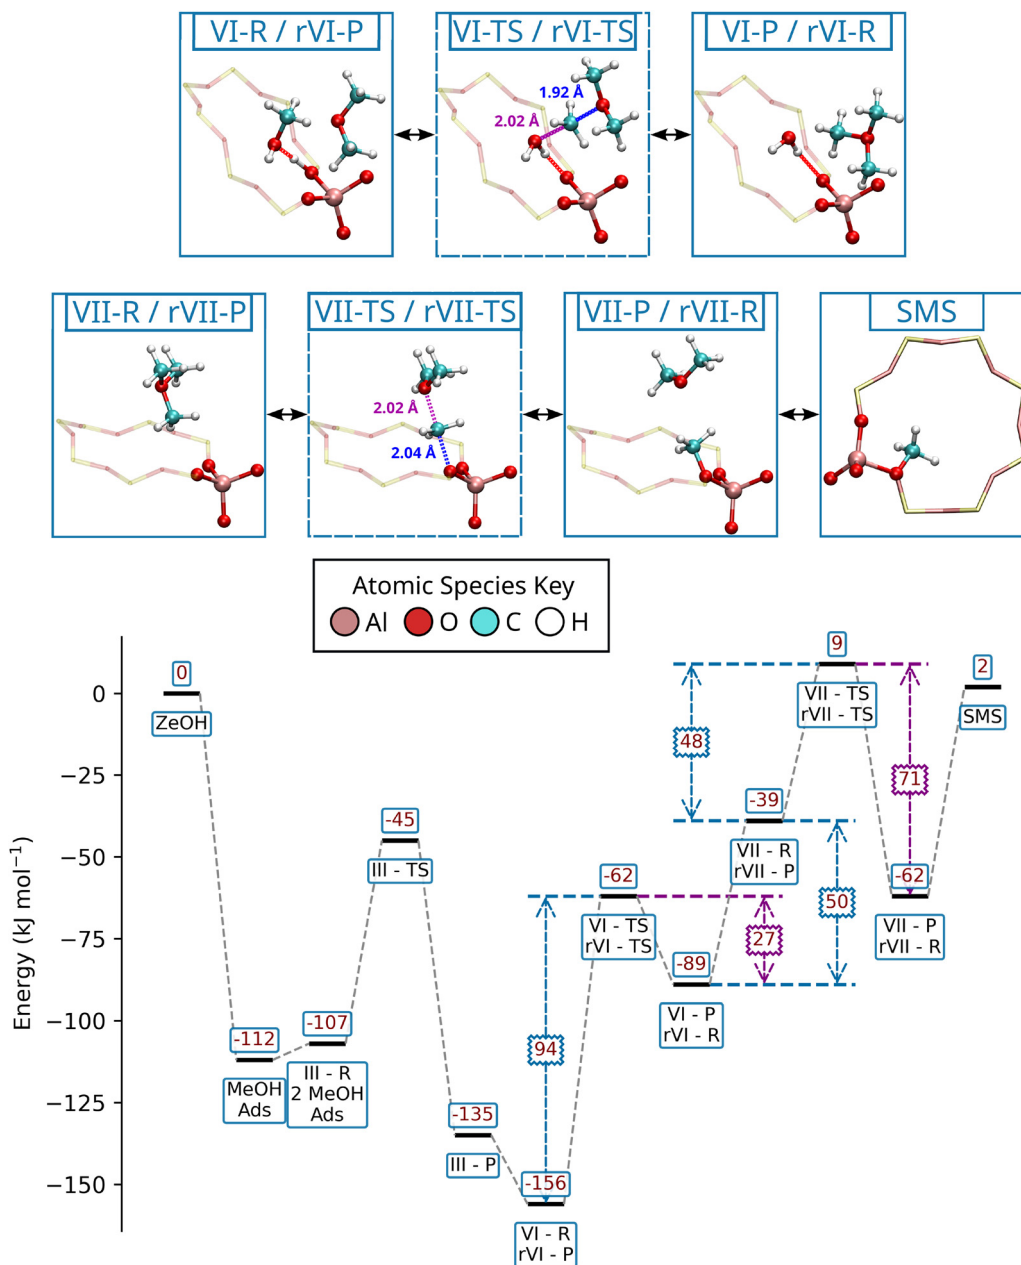 VI-R / rVI-P
VI-TS / rVI-TS
VI-P / rVI-R
1.92 Å
2.02 Å
VII-R / rVII-P
VII-TS / rVII-TS
VII-P / rVII-R
SMS
2.02 Å
2.04 Å
Atomic Species Key
Al
O
C
H
Energy (kJ mol⁻¹)
0
−25
−50
−75
−100
−125
−150
0
ZeOH
-112
MeOH
Ads
-107
III - R
2 MeOH
Ads
-45
III - TS
-135
III - P
-156
VI - R
rVI - P
94
-62
VI - TS
rVI - TS
27
-89
VI - P
rVI - R
48
-39
VII - R
rVII - P
50
9
VII - TS
rVII - TS
71
-62
VII - P
rVII - R
2
SMS